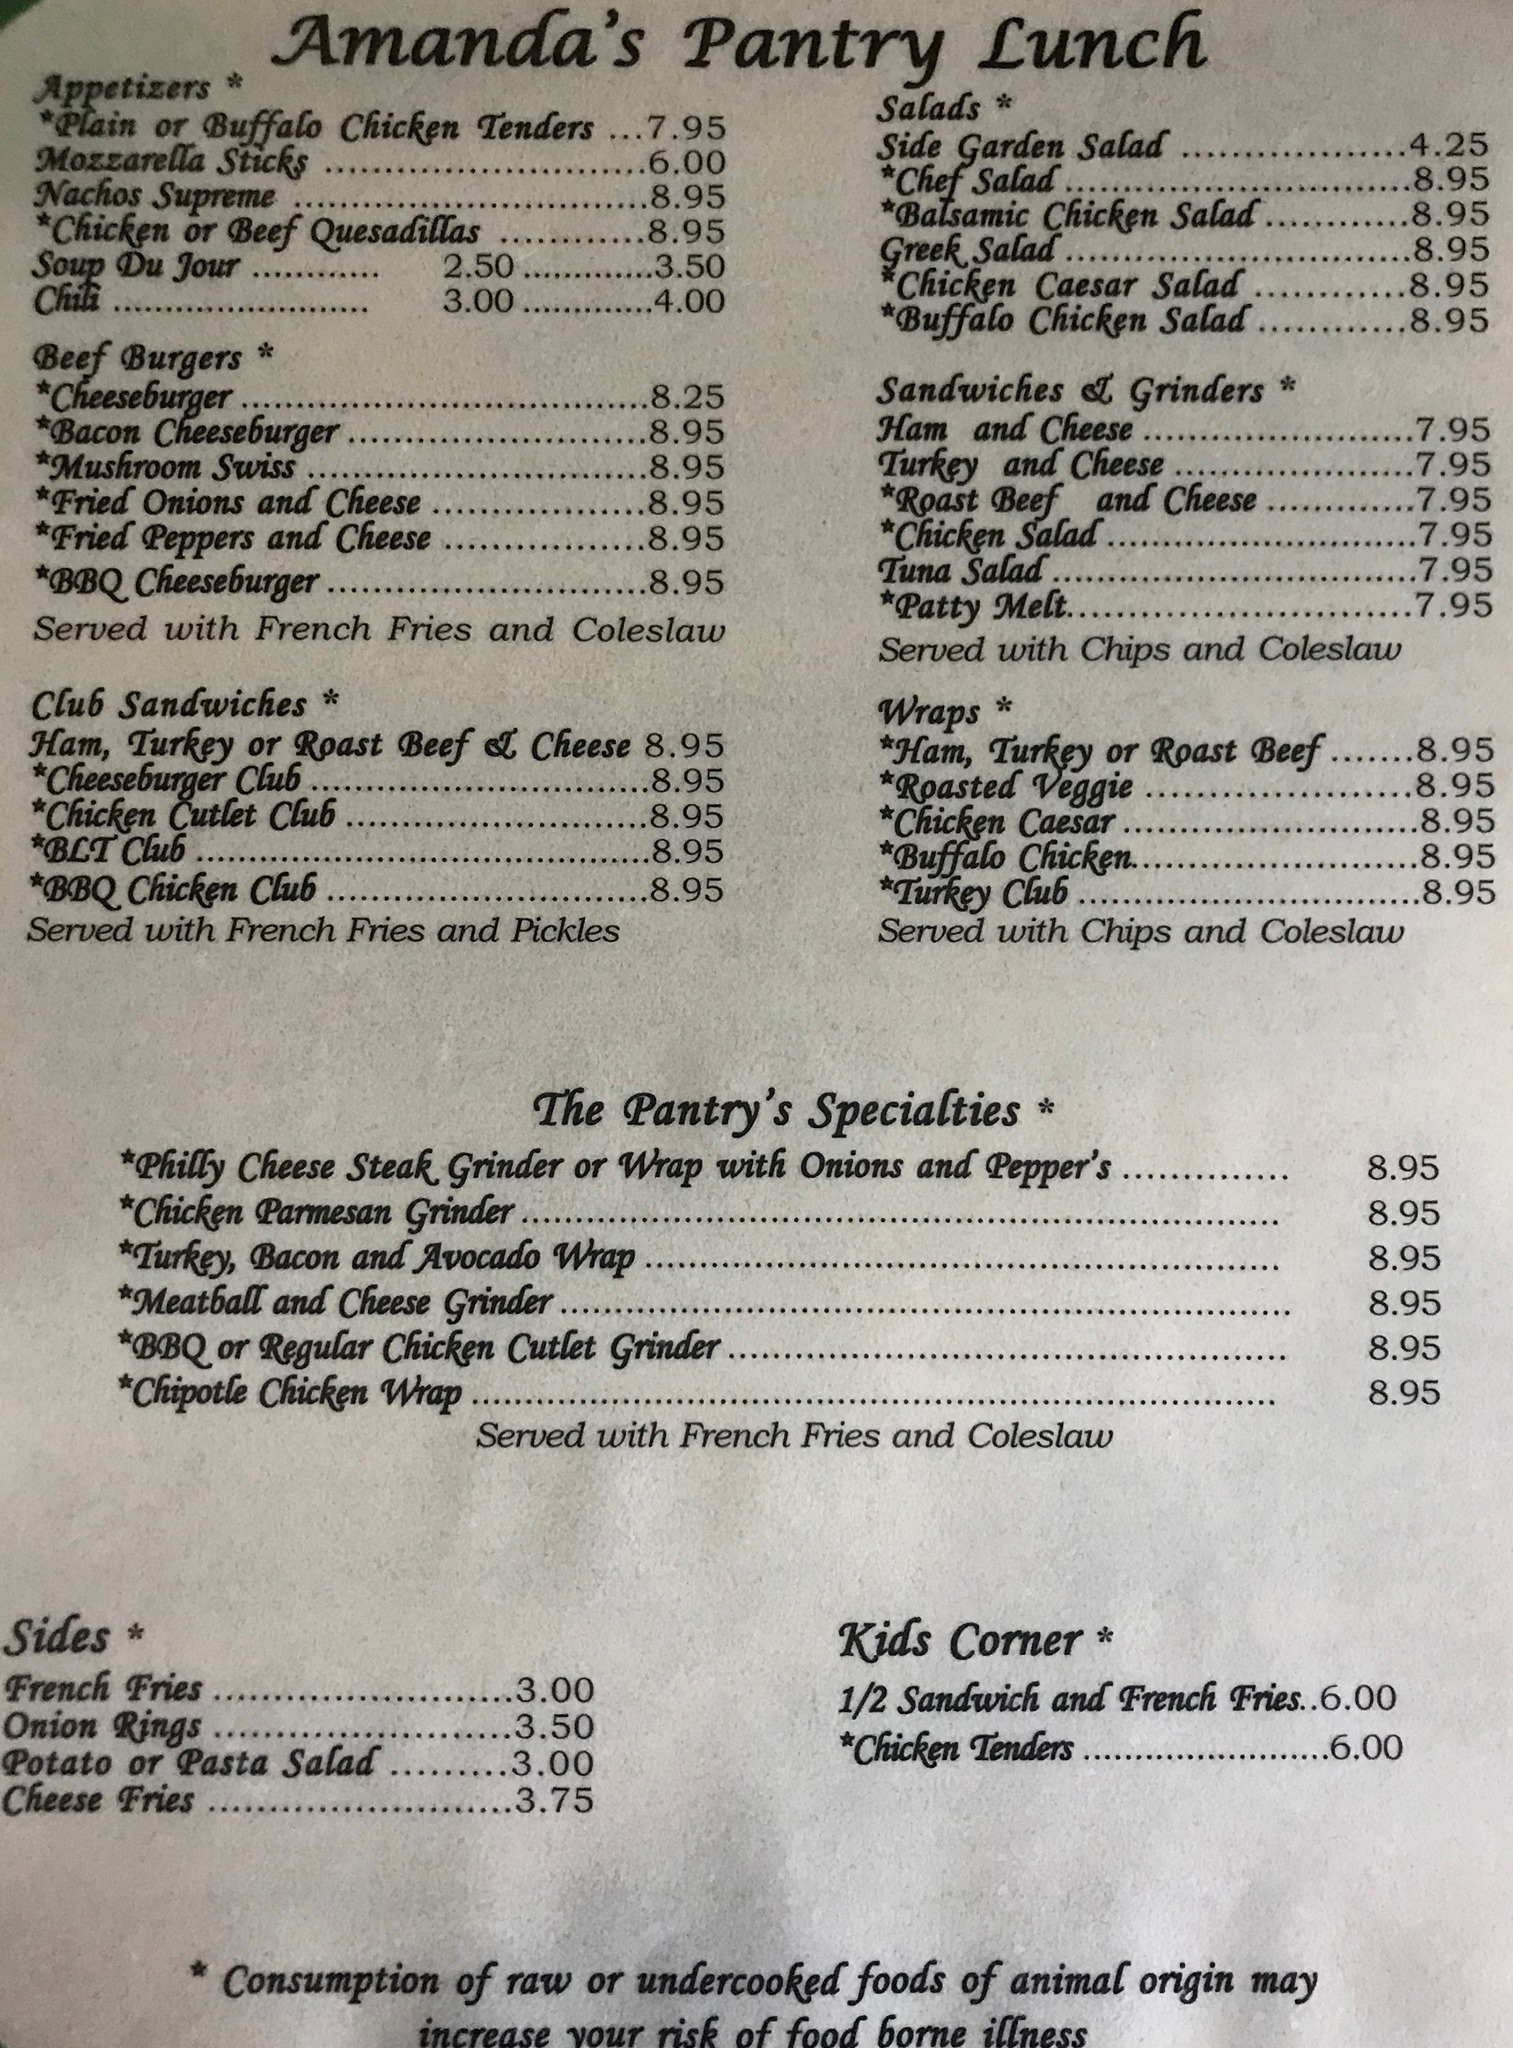 Amanda's Pantry Lunch
Appetizers *
*Plain or Buffalo Chicken Tenders ...7.95
Mozzarella Sticks ...............................6.00
Nachos Supreme ..................................8.95
*Chicken or Beef Quesadillas ..............8.95
Soup Du Jour ............ 2.50 .............3.50
Chili ......................... 3.00 .............4.00
Beef Burgers *
*Cheeseburger .......................................8.25
*Bacon Cheeseburger .............................8.95
*Mushroom Swiss .................................8.95
*Fried Onions and Cheese .....................8.95
*Fried Peppers and Cheese ....................8.95
*BBQ Cheeseburger ...............................8.95
Served with French Fries and Coleslaw
Club Sandwiches *
Ham, Turkey or Roast Beef & Cheese 8.95
*Cheeseburger Club .................................8.95
*Chicken Cutlet Club .............................8.95
*BLT Club ............................................8.95
*BBQ Chicken Club ...............................8.95
Served with French Fries and Pickles
Salads *
Side Garden Salad ......................4.25
*Chef Salad .................................8.95
*Balsamic Chicken Salad ..............8.95
Greek Salad .................................8.95
*Chicken Caesar Salad ...............8.95
*Buffalo Chicken Salad ...............8.95
Sandwiches & Grinders *
Ham and Cheese ..........................7.95
Turkey and Cheese .......................7.95
*Roast Beef and Cheese ..............7.95
*Chicken Salad ..............................7.95
Tuna Salad ...................................7.95
*Patty Melt.................................7.95
Served with Chips and Coleslaw
Wraps *
*Ham, Turkey or Roast Beef .......8.95
*Roasted Veggie ..........................8.95
*Chicken Caesar ............................8.95
*Buffalo Chicken...........................8.95
*Turkey Club .................................8.95
Served with Chips and Coleslaw
The Pantry's Specialties *
*Philly Cheese Steak Grinder or Wrap with Onions and Pepper's .............. 8.95
*Chicken Parmesan Grinder ...................................................................... 8.95
*Turkey, Bacon and Avocado Wrap ........................................................... 8.95
*Meatball and Cheese Grinder .................................................................... 8.95
*BBQ or Regular Chicken Cutlet Grinder .................................................... 8.95
*Chipotle Chicken Wrap ........................................................................... 8.95
Served with French Fries and Coleslaw
Sides *
French Fries .............................3.00
Onion Rings .............................3.50
Potato or Pasta Salad ..........3.00
Cheese Fries .............................3.75
Kids Corner *
1/2 Sandwich and French Fries..6.00
*Chicken Tenders ........................6.00
* Consumption of raw or undercooked foods of animal origin may
increase your risk of food borne illness